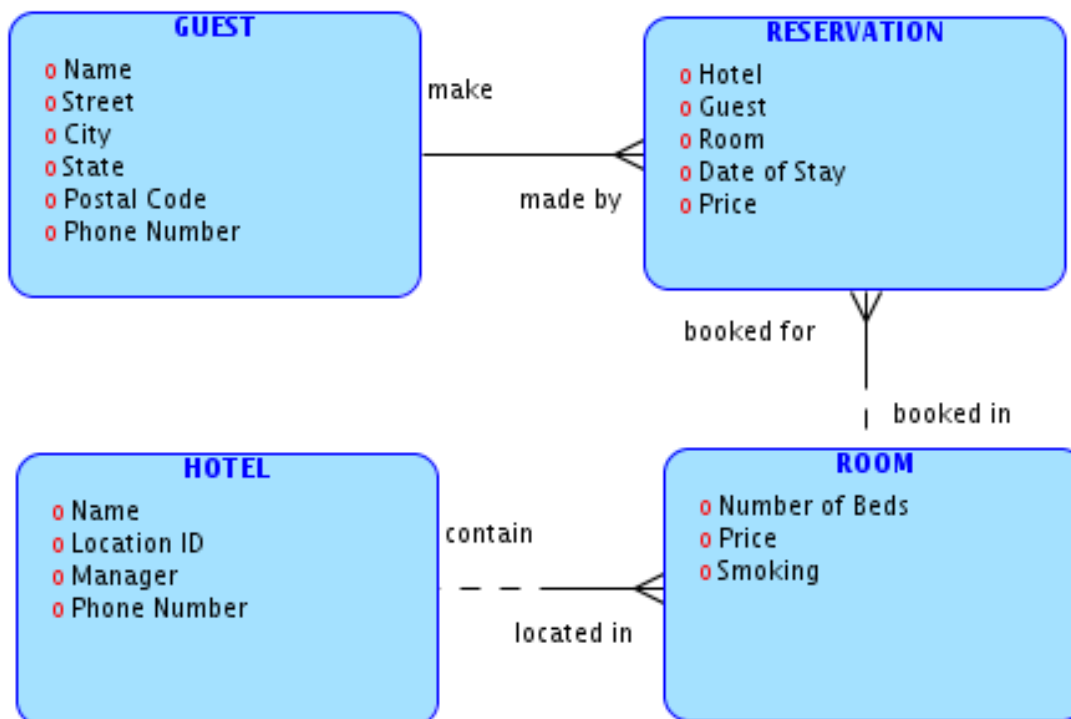 GUEST
o Name
o Street
o City
o State
o Postal Code
o Phone Number
make
made by
RESERVATION
o Hotel
o Guest
o Room
o Date of Stay
o Price
booked for
booked in
HOTEL
o Name
o Location ID
o Manager
o Phone Number
contain
located in
ROOM
o Number of Beds
o Price
o Smoking